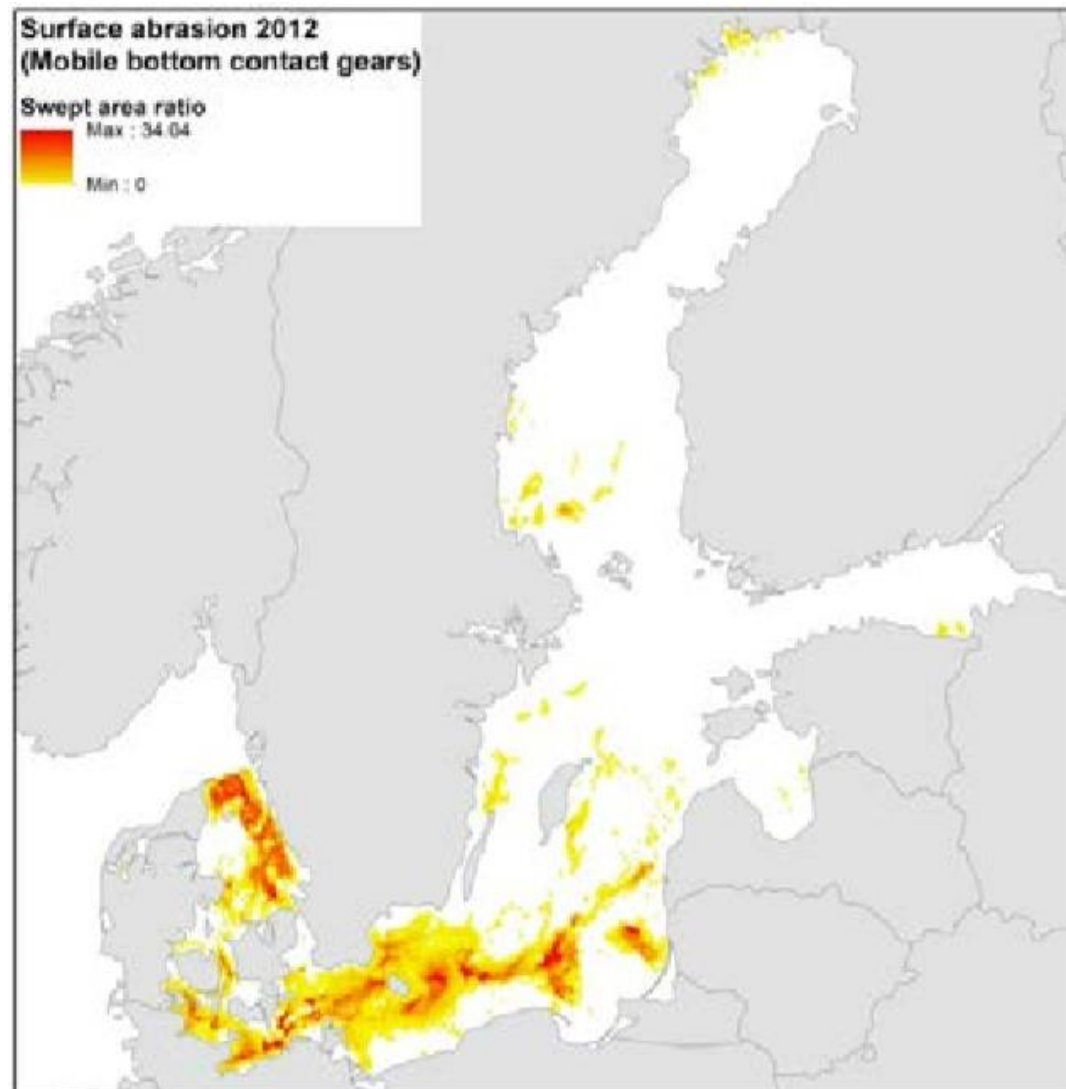 Surface abrasion 2012
(Mobile bottom contact gears)
Swept area ratio
Max : 34.04
Min : 0